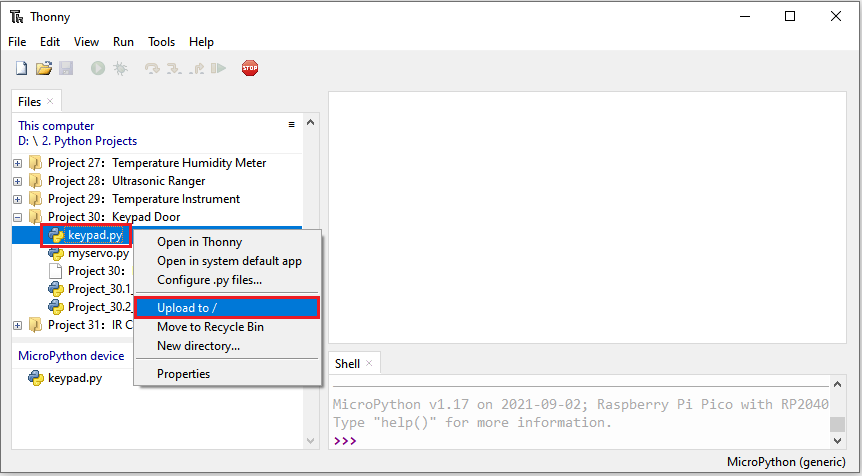 Thonny
File Edit View Run Tools Help
STOP
Files
This computer
D: \ 2. Python Projects
Project 27：Temperature Humidity Meter
Project 28：Ultrasonic Ranger
Project 29：Temperature Instrument
Project 30：Keypad Door
keypad.py
myservo.py
Project 30：
Project_30.1_
Project_30.2_
Project 31：IR C
Open in Thonny
Open in system default app
Configure .py files...
Upload to /
Move to Recycle Bin
New directory...
Properties
MicroPython device
keypad.py
Shell
MicroPython v1.17 on 2021-09-02; Raspberry Pi Pico with RP2040
Type "help()" for more information.
>>>
MicroPython (generic)